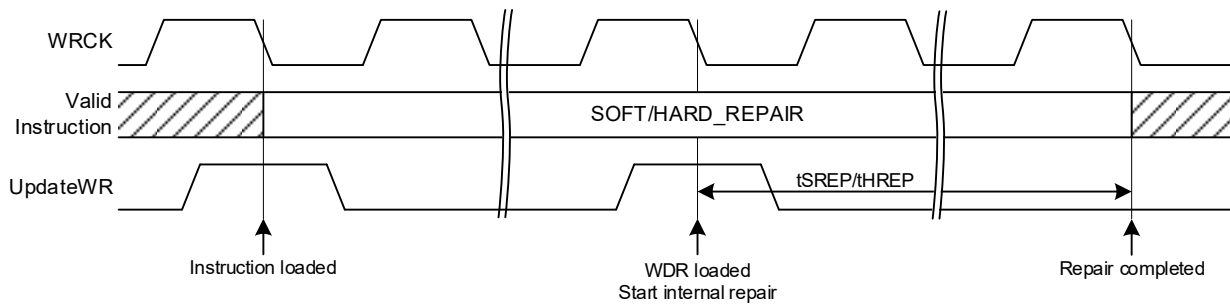 WRCK
Valid
Instruction
SOFT/HARD_REPAIR
UpdateWR
tSREP/tHREP
Instruction loaded
WDR loaded
Start internal repair
Repair completed